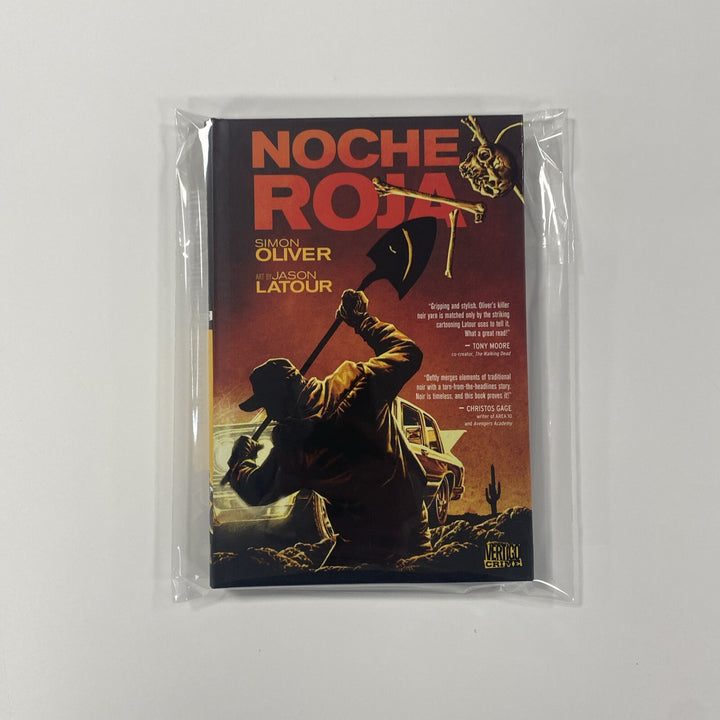 NOCHE
ROJA
SIMON
OLIVER
ART BY JASON
LATOUR
"Gripping and stylish. Oliver's killer
noir yarn is matched only by the striking
cartooning Latour uses to tell it.
What a great read!"
— TONY MOORE
co-creator, The Walking Dead
"Deftly merges elements of traditional
noir with a torn-from-the-headlines story.
Noir is timeless, and this book proves it!"
— CHRISTOS GAGE
writer of AREA 10
and Avengers Academy
VERTIGO
CRIME